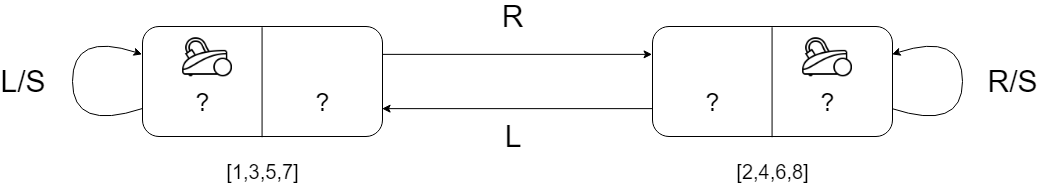 R
L/S
? ?
? ?
R/S
L
[1,3,5,7]
[2,4,6,8]